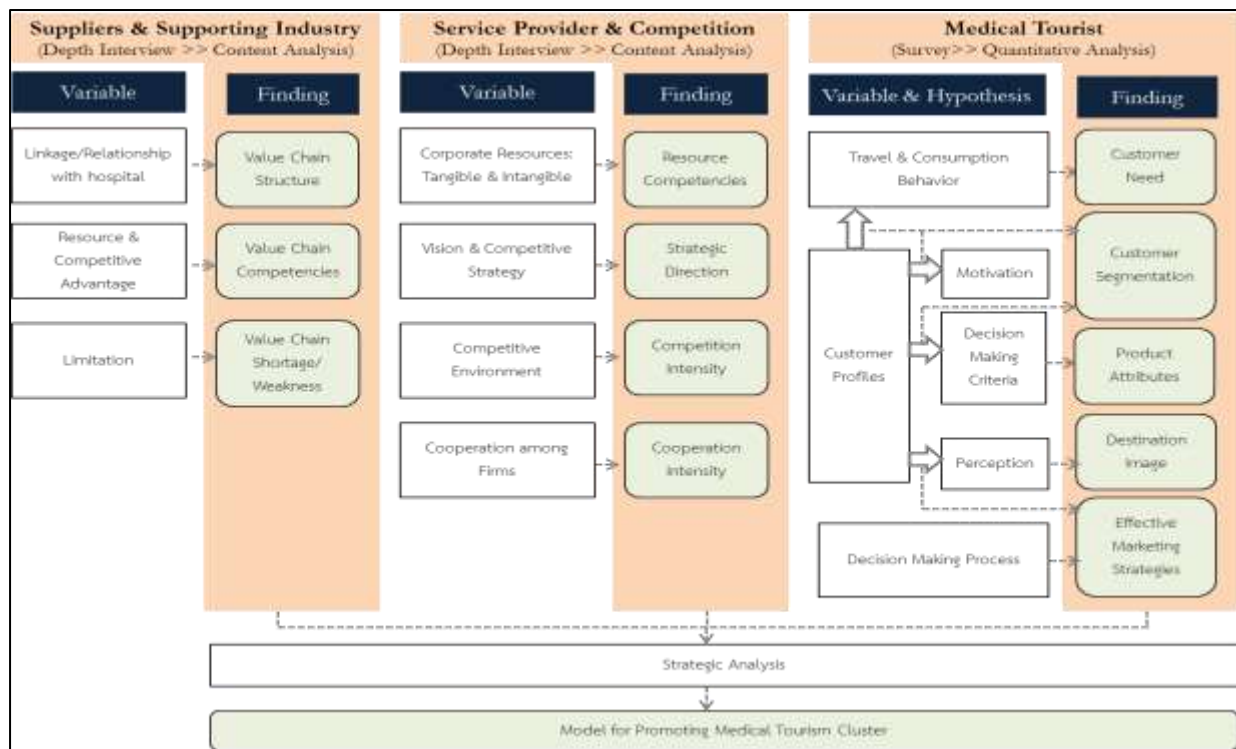 Suppliers & Supporting Industry
(Depth Interview >> Content Analysis)
Variable
Finding
Linkage/Relationship
with hospital
Value Chain
Structure
Resource &
Competitive
Advantage
Value Chain
Competencies
Limitation
Value Chain
Shortage/
Weakness
Service Provider & Competition
(Depth Interview >> Content Analysis)
Variable
Finding
Corporate Resources:
Tangible & Intangible
Resource
Competencies
Vision & Competitive
Strategy
Strategic
Direction
Competitive
Environment
Competition
Intensity
Cooperation among
Firms
Cooperation
Intensity
Medical Tourist
(Survey>> Quantitative Analysis)
Variable & Hypothesis
Finding
Travel & Consumption
Behavior
Customer
Need
Customer
Profiles
Motivation
Customer
Segmentation
Decision
Making
Criteria
Product
Attributes
Perception
Destination
Image
Decision Making Process
Effective
Marketing
Strategies
Strategic Analysis
Model for Promoting Medical Tourism Cluster